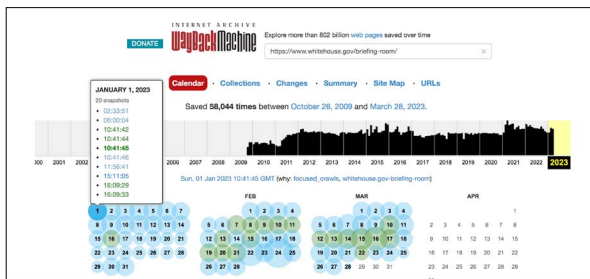 INTERNET ARCHIVE
DONATE
WayBackMachine
Explore more than 802 billion web pages saved over time
https://www.whitehouse.gov/briefing-room/
×
Calendar · Collections · Changes · Summary · Site Map · URLs
Saved 58,044 times between October 26, 2009 and March 28, 2023.
JANUARY 1, 2023
20 snapshots
02:33:51
06:00:04
10:41:42
10:41:44
10:41:45
10:41:46
11:56:41
15:11:05
16:09:29
16:09:33
2001 2002 2006 2007 2008 2009 2010 2011 2012 2013 2014 2015 2016 2017 2018 2019 2020 2021 2022 2023
Sun, 01 Jan 2023 10:41:45 GMT (why: focused_crawls, whitehouse.gov-briefing-room)
FEB MAR APR
1 2 3 4 5 6 7 1 2 3 4 1 2 3 4 1
8 9 10 11 12 13 14 5 6 7 8 9 10 11 5 6 7 8 9 10 11 2 3 4 5 6 7 8
15 16 17 18 19 20 21 12 13 14 15 16 17 18 12 13 14 15 16 17 18 9 10 11 12 13 14 15
22 23 24 25 26 27 28 19 20 21 22 23 24 25 19 20 21 22 23 24 25 16 17 18 19 20 21 22
29 30 31 26 27 28 26 27 28 29 30 31 23 24 25 26 27 28 29